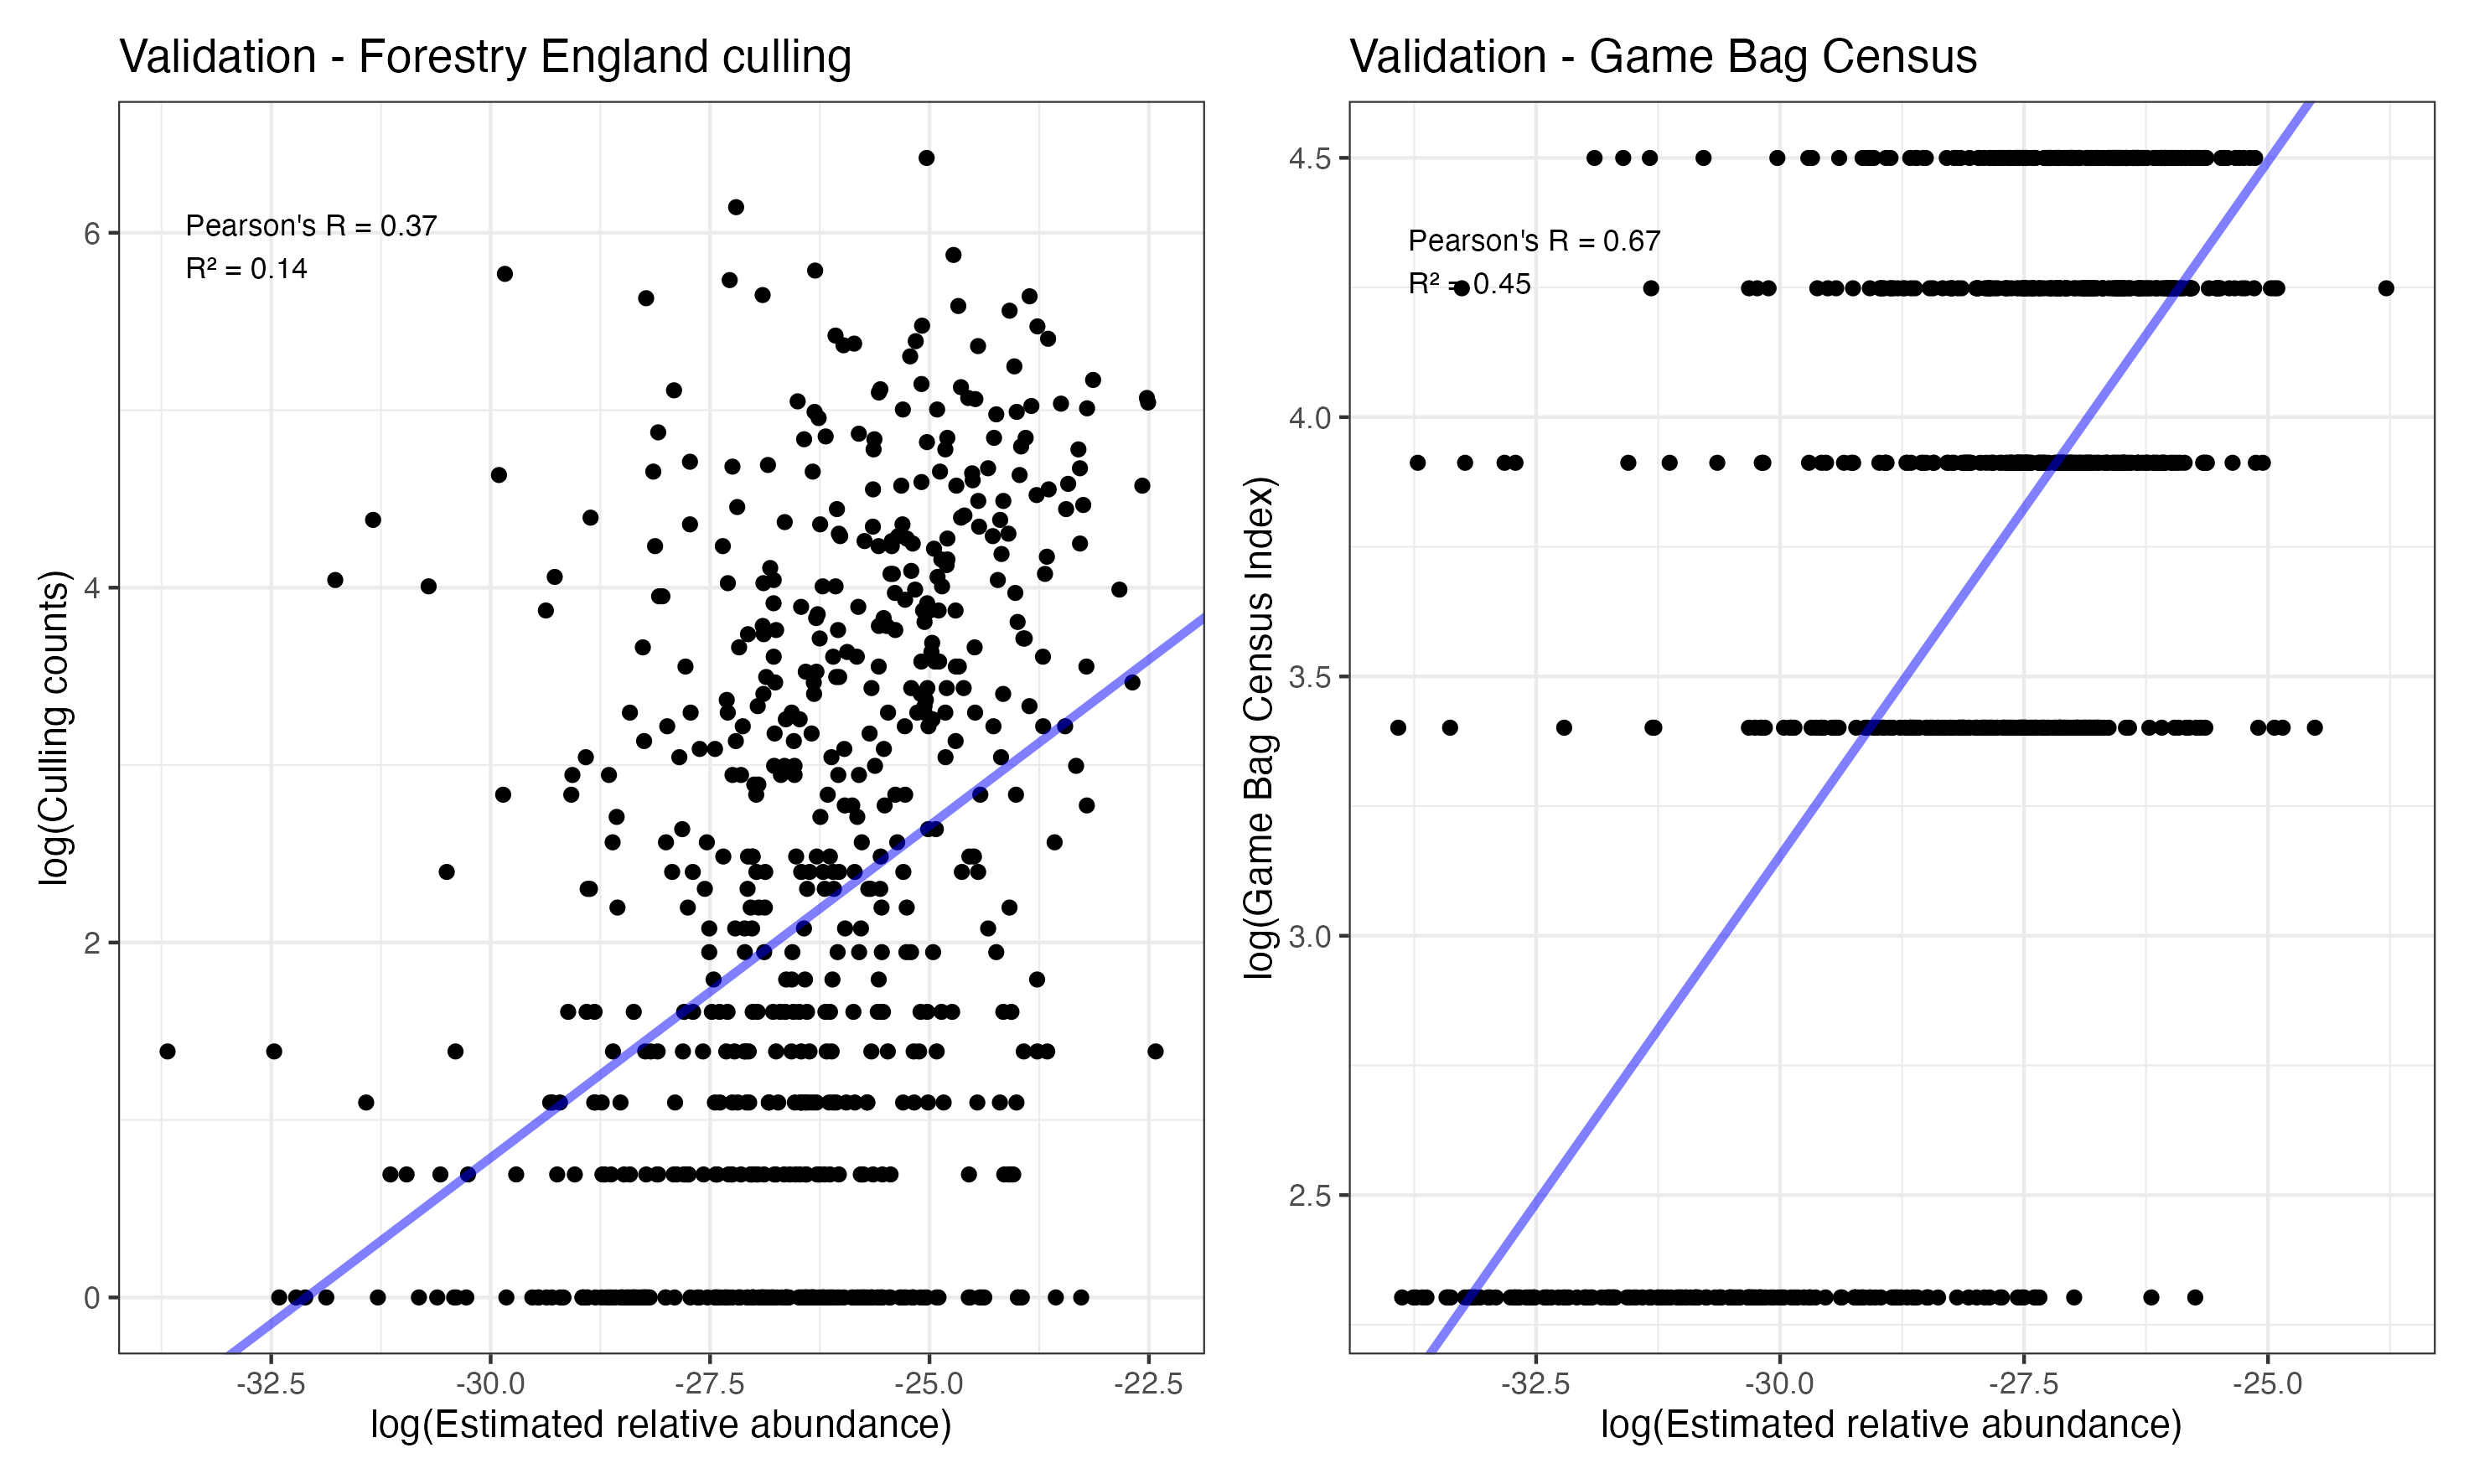 Validation - Forestry England culling
Pearson's R = 0.37
R² = 0.14
6
4
2
0
log(Culling counts)
-32.5
-30.0
-27.5
-25.0
-22.5
log(Estimated relative abundance)
Validation - Game Bag Census
Pearson's R = 0.67
R² = 0.45
4.5
4.0
3.5
3.0
2.5
log(Game Bag Census Index)
-32.5
-30.0
-27.5
-25.0
log(Estimated relative abundance)